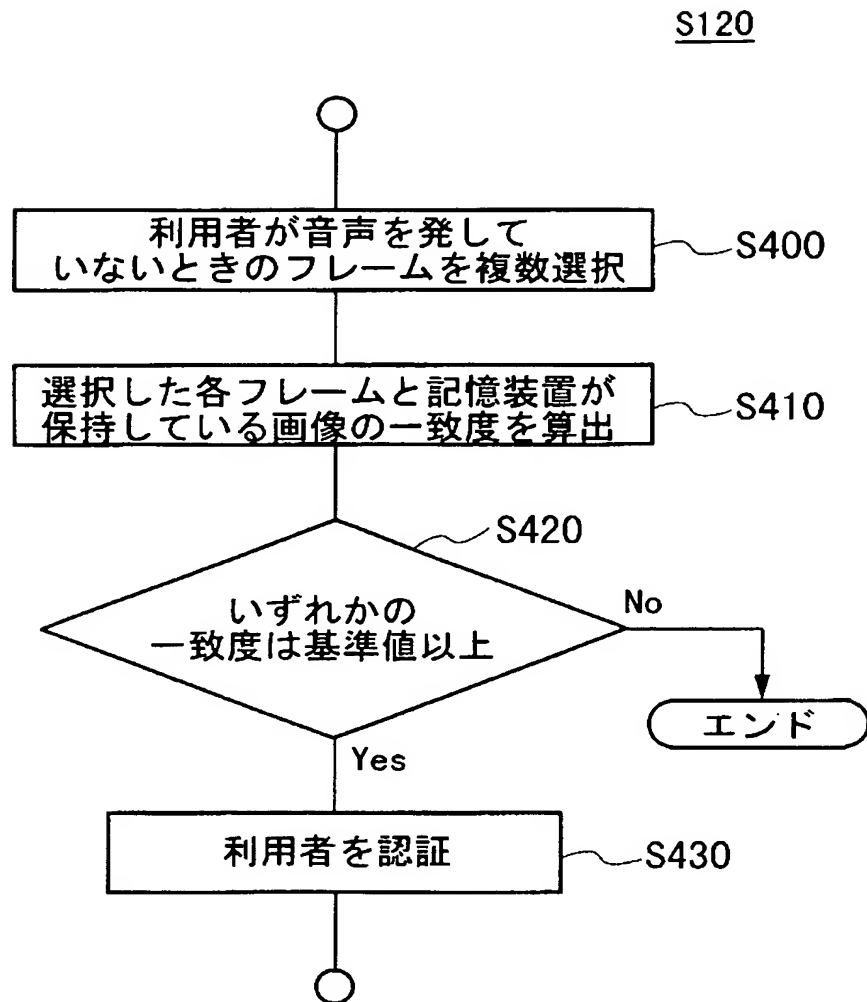 S120
利用者が音声を発して
いないときのフレームを複数選択
S400
選択した各フレームと記憶装置が
保持している画像の一致度を算出
S410
S420
いずれかの
一致度は基準値以上
No
エンド
Yes
利用者を認証
S430